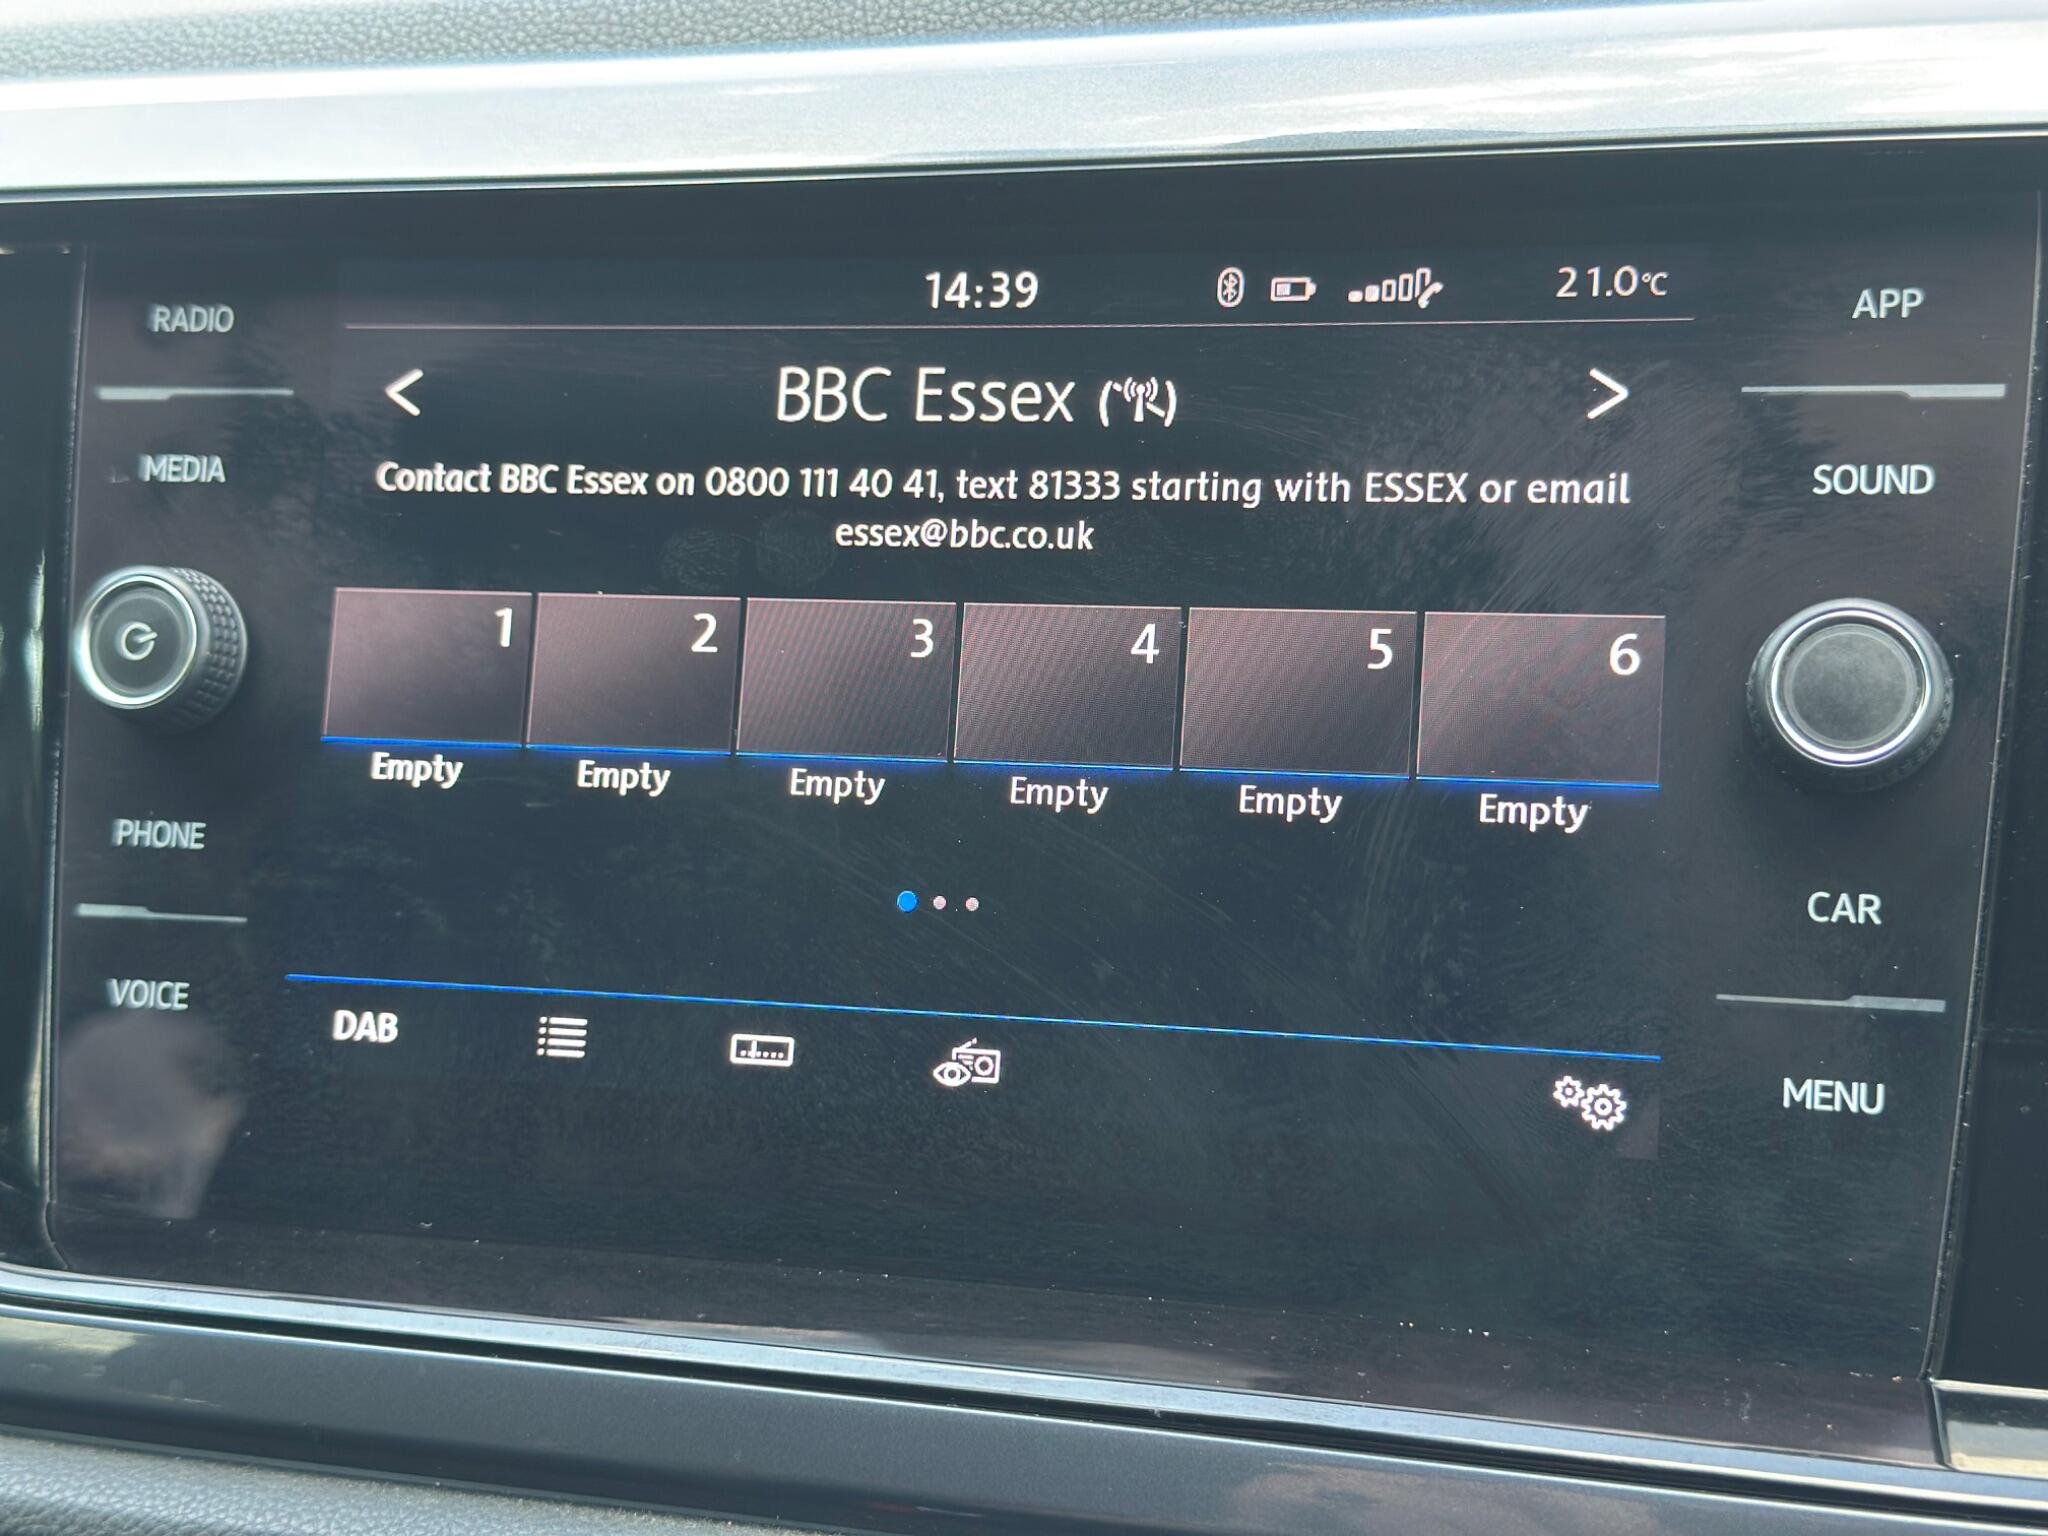 14:39 21.0°C
RADIO
APP
< BBC Essex >
MEDIA
SOUND
Contact BBC Essex on 0800 111 40 41, text 81333 starting with ESSEX or email
essex@bbc.co.uk
1 2 3 4 5 6
Empty Empty Empty Empty Empty Empty
PHONE
CAR
VOICE
DAB
MENU